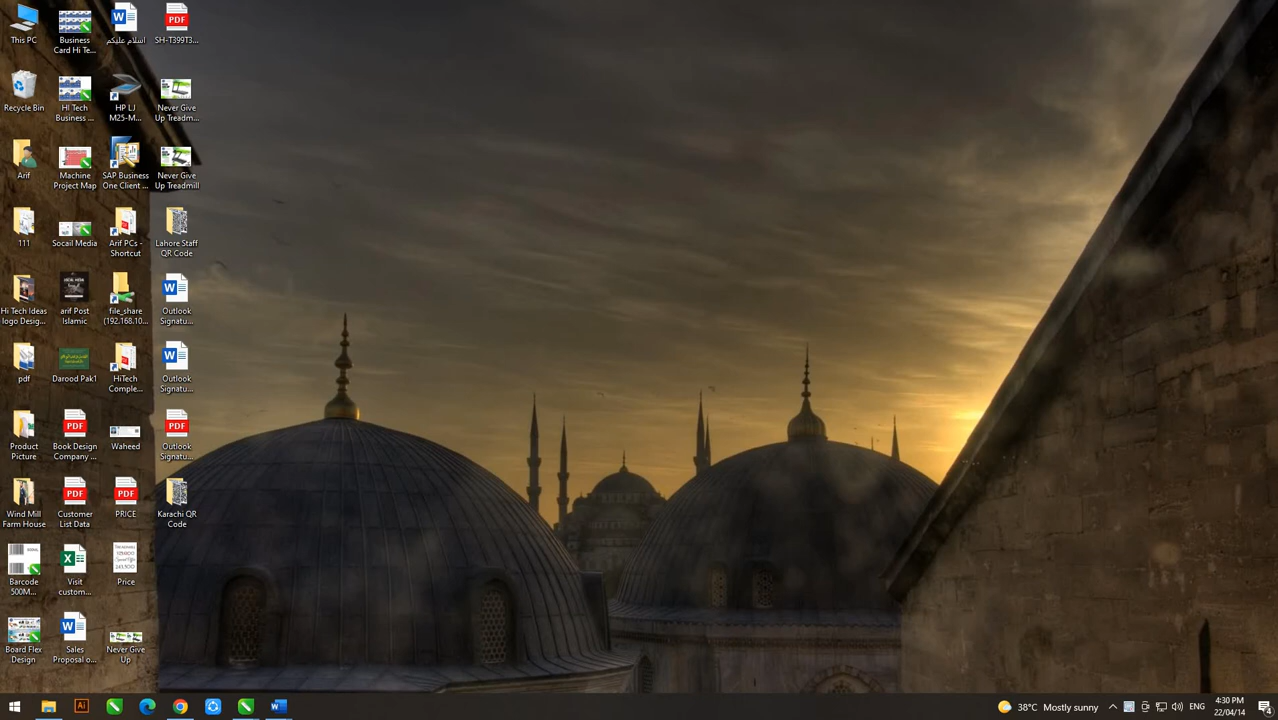 This PC
Business
Card Hi Te...
اسلام علیکم
SH-T399T3...
Recycle Bin
HI Tech
Business ...
HP LJ
M25-M...
Never Give
Up Treadm...
Arif
Machine
Project Map
SAP Business
One Client ...
Never Give
Up Treadmill
111
Socail Media
Arif PCs -
Shortcut
Lahore Staff
QR Code
Hi Tech Ideas
logo Desig...
arif Post
Islamic
file_share
(192.168.10...
Outlook
Signatu...
pdf
Darood Pak1
HiTech
Comple...
Outlook
Signatu...
Product
Picture
PDF
Book Design
Company ...
Waheed
PDF
Outlook
Signatu...
Wind Mill
Farm House
PDF
Customer
List Data
PDF
PRICE
Karachi QR
Code
Barcode
500M...
Visit
custom...
Price
Board Flex
Design
Sales
Proposal o...
Never Give
Up
38°C Mostly sunny
ENG
4:30 PM
22/04/14